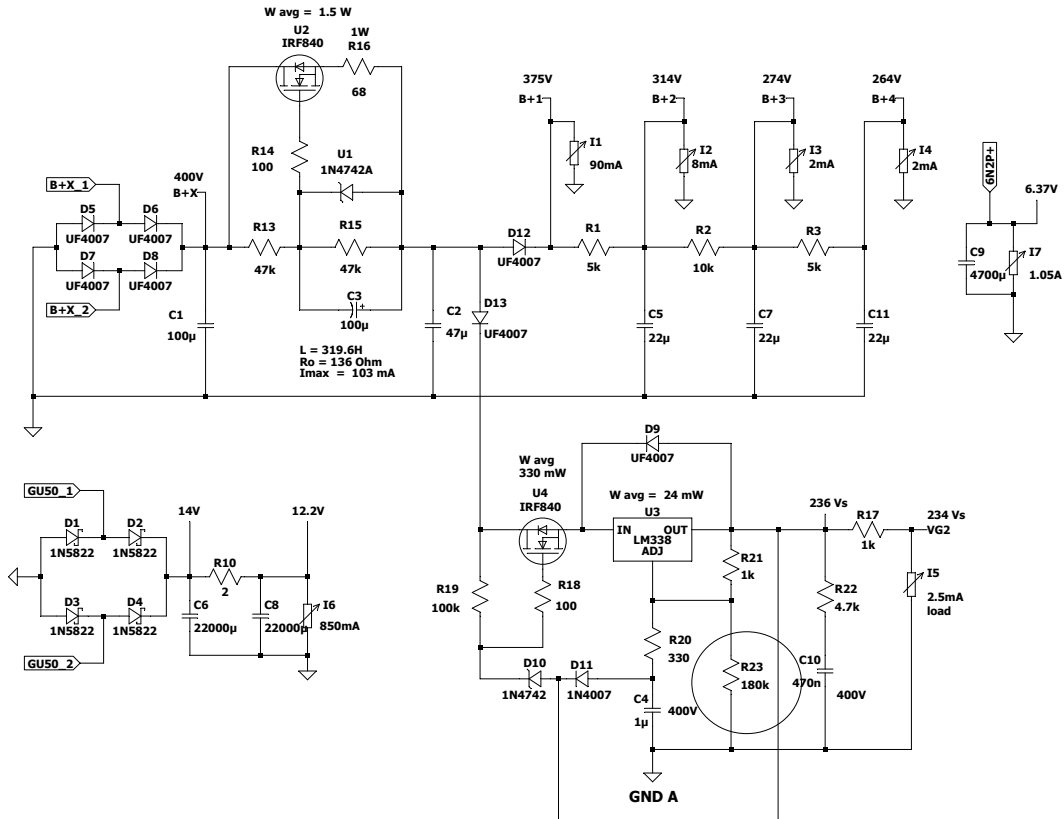 W avg = 1.5 W
U2
IRF840
1W
R16
68
R14
100
U1
1N4742A
375V
B+1
314V
B+2
274V
B+3
264V
B+4
I1
90mA
I2
8mA
I3
2mA
I4
2mA
6N2P+
6.37V
B+X_1
400V
B+X
D5
UF4007
D6
UF4007
D7
UF4007
D8
UF4007
B+X_2
R13
47k
R15
47k
D12
UF4007
R1
5k
R2
10k
R3
5k
C9
4700µ
I7
1.05A
C1
100µ
C3
100µ
C2
47µ
D13
UF4007
C5
22µ
C7
22µ
C11
22µ
L = 319.6H
Ro = 136 Ohm
Imax = 103 mA
D9
UF4007
W avg
330 mW
U4
IRF840
W avg = 24 mW
U3
IN OUT
LM338
ADJ
236 Vs
R17
1k
234 Vs
VG2
GU50_1
14V
12.2V
D1
1N5822
D2
1N5822
D3
1N5822
D4
1N5822
GU50_2
R10
2
C6
22000µ
C8
22000µ
I6
850mA
R19
100k
R18
100
R21
1k
R22
4.7k
I5
2.5mA
load
R20
330
R23
180k
C10
470n
400V
D10
1N4742
D11
1N4007
C4
1µ
400V
GND A